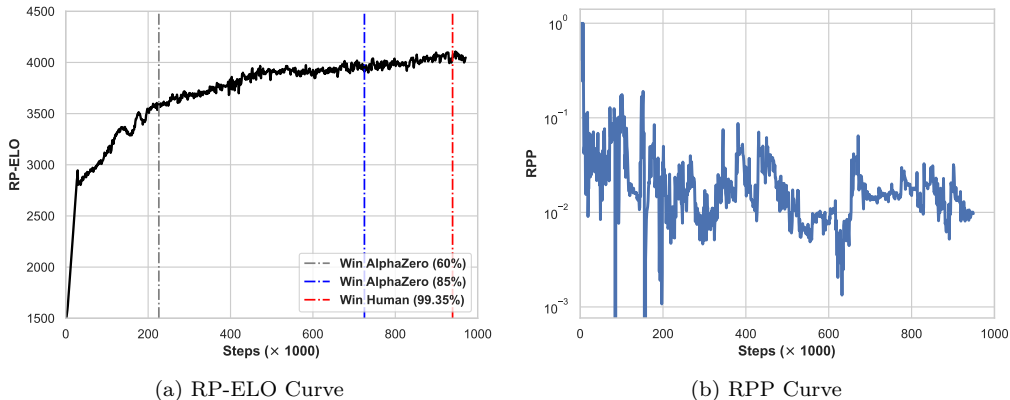 4500
4000
3500
3000
2500
2000
1500
RP-ELO
Win AlphaZero (60%)
Win AlphaZero (85%)
Win Human (99.35%)
0 200 400 600 800 1000
Steps (× 1000)
(a) RP-ELO Curve
10⁰
10⁻¹
10⁻²
10⁻³
RPP
0 200 400 600 800 1000
Steps (× 1000)
(b) RPP Curve